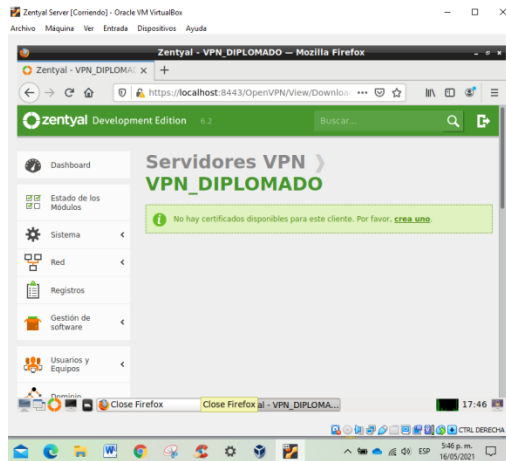 Zentyal Server [Corriendo] - Oracle VM VirtualBox
Archivo Máquina Ver Entrada Dispositivos Ayuda
Zentyal - VPN_DIPLOMADO — Mozilla Firefox
Zentyal - VPN_DIPLOMA
https://localhost:8443/OpenVPN/View/Download
zentyal Development Edition 6.2
Buscar...
Dashboard
Servidores VPN
VPN_DIPLOMADO
Estado de los
Módulos
No hay certificados disponibles para este cliente. Por favor, crea uno.
Sistema
Red
Registros
Gestión de
software
Usuarios y
Equipos
Dominio
Close Firefox
Close Firefox
al - VPN_DIPLOMA...
17:46
CTRL DERECHA
ESP
5:46 p. m.
16/05/2021